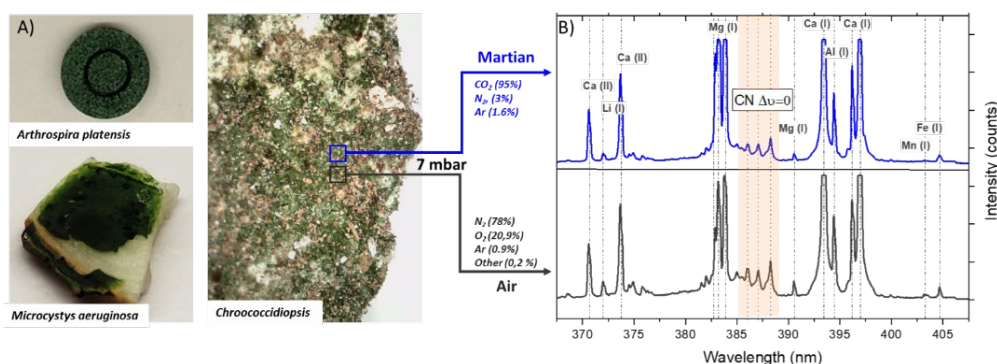 A)
Arthrospira platensis
Microcystys aeruginosa
Chroococcidiopsis
Martian
CO₂ (95%)
N₂, (3%)
Ar (1.6%)
7 mbar
N₂ (78%)
O₂ (20,9%)
Ar (0.9%)
Other (0,2 %)
Air
B)
Ca (II)
Li (I)
Ca (II)
Mg (I)
CN Δυ=0
Mg (I)
Ca (I)
Al (I)
Ca (I)
Fe (I)
Mn (I)
370 375 380 385 390 395 400 405
Wavelength (nm)
Intensity (counts)